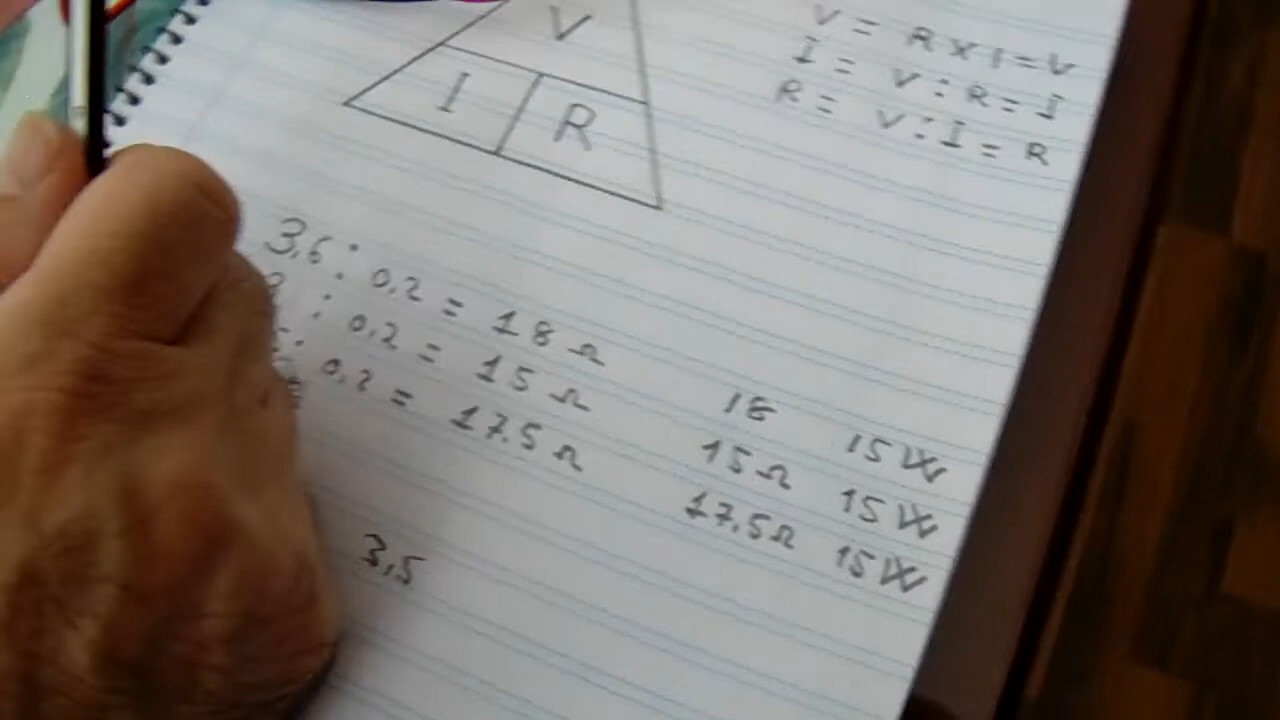 V
I R
V = R X I = V
I = V : R = I
R = V : I = R
3,6 : 0.2 = 18 Ω
: 0.2 = 15 Ω
: 0.2 = 17.5 Ω
18 15 W
15 Ω 15 W
17.5 Ω 15 W
3,5